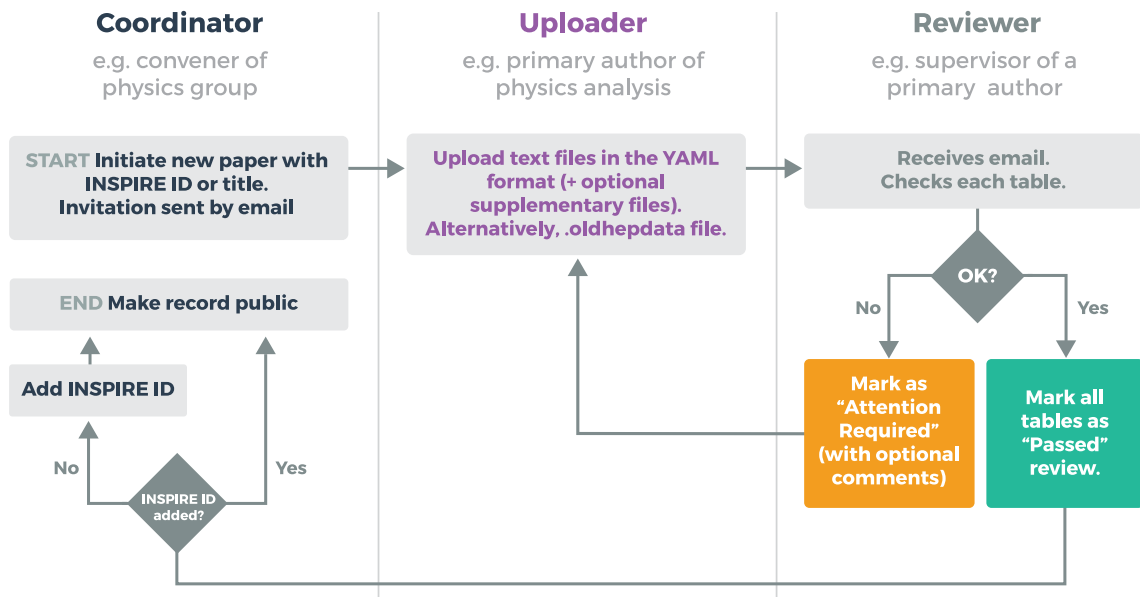 Coordinator
e.g. convener of
physics group
START Initiate new paper with
INSPIRE ID or title.
Invitation sent by email
END Make record public
Add INSPIRE ID
No
Yes
INSPIRE ID
added?
Uploader
e.g. primary author of
physics analysis
Upload text files in the YAML
format (+ optional
supplementary files).
Alternatively, .oldhepdata file.
Reviewer
e.g. supervisor of a
primary author
Receives email.
Checks each table.
OK?
No
Yes
Mark as
“Attention
Required”
(with optional
comments)
Mark all
tables as
“Passed”
review.